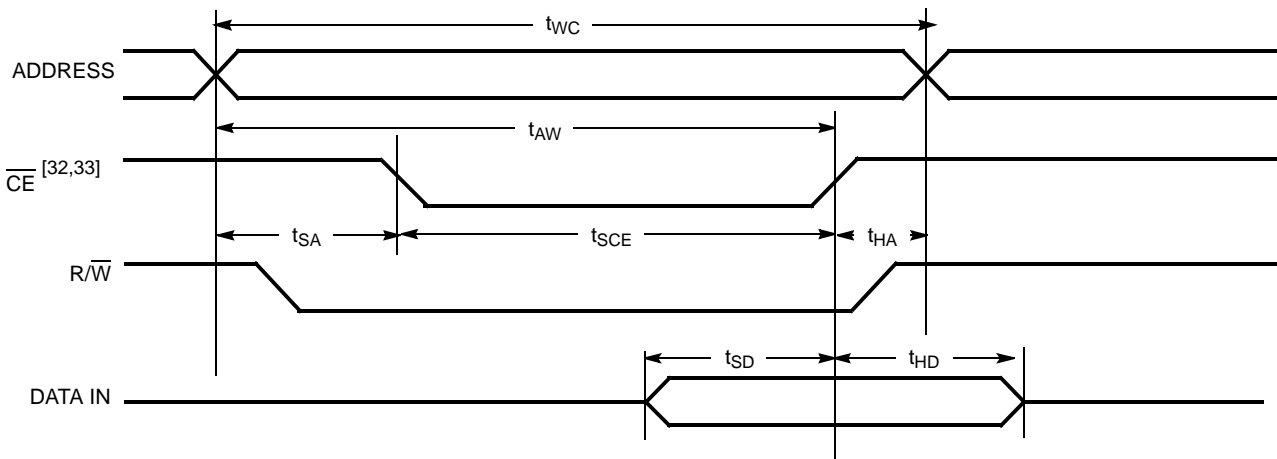 tWC
ADDRESS
tAW
CE [32,33]
tSA tSCE tHA
R/W
tSD tHD
DATA IN